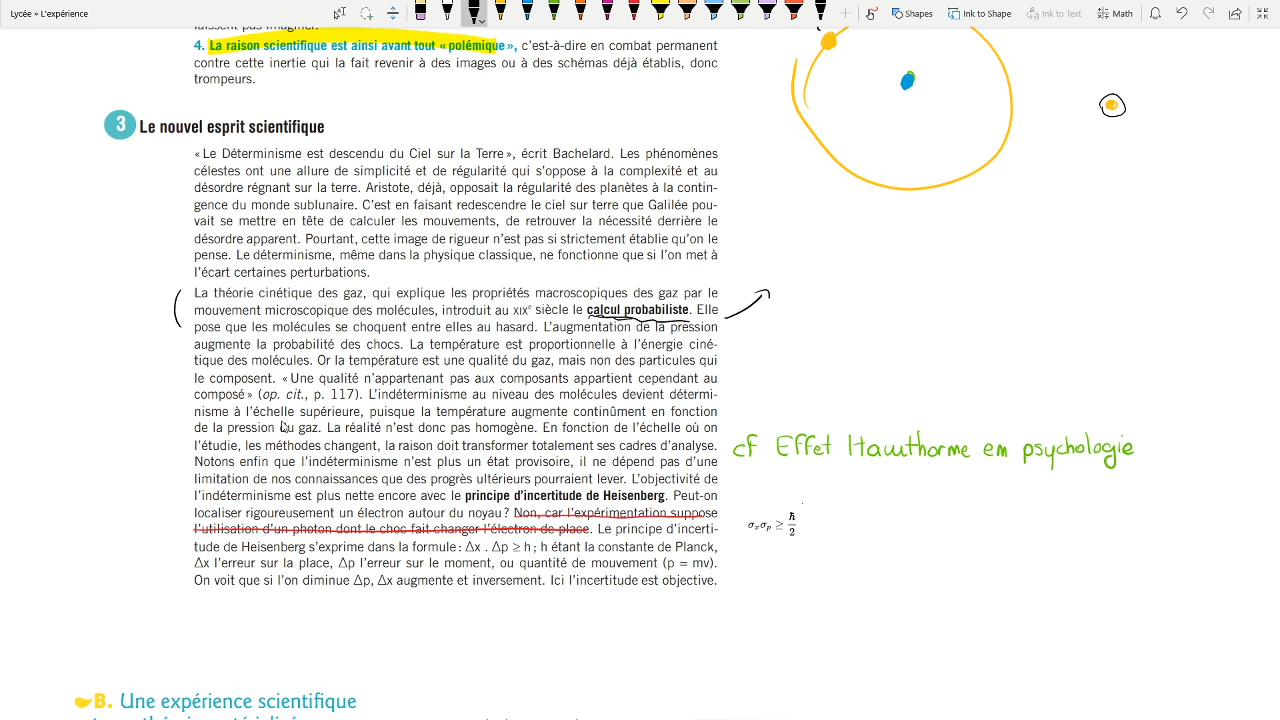 Lycée » L'expérience
Shapes
Ink to Shape
Ink to Text
Math
4. La raison scientifique est ainsi avant tout « polémique », c'est-à-dire en combat permanent
contre cette inertie qui la fait revenir à des images ou à des schémas déjà établis, donc
trompeurs.
3 Le nouvel esprit scientifique
« Le Déterminisme est descendu du Ciel sur la Terre », écrit Bachelard. Les phénomènes
célestes ont une allure de simplicité et de régularité qui s'oppose à la complexité et au
désordre régnant sur la terre. Aristote, déjà, opposait la régularité des planètes à la contin-
gence du monde sublunaire. C'est en faisant redescendre le ciel sur terre que Galilée pou-
vait se mettre en tête de calculer les mouvements, de retrouver la nécessité derrière le
désordre apparent. Pourtant, cette image de rigueur n'est pas si strictement établie qu'on le
pense. Le déterminisme, même dans la physique classique, ne fonctionne que si l'on met à
l'écart certaines perturbations.
La théorie cinétique des gaz, qui explique les propriétés macroscopiques des gaz par le
mouvement microscopique des molécules, introduit au XIXe siècle le calcul probabiliste. Elle
pose que les molécules se choquent entre elles au hasard. L'augmentation de la pression
augmente la probabilité des chocs. La température est proportionnelle à l'énergie ciné-
tique des molécules. Or la température est une qualité du gaz, mais non des particules qui
le composent. « Une qualité n'appartenant pas aux composants appartient cependant au
composé » (op. cit., p. 117). L'indéterminisme au niveau des molécules devient détermi-
nisme à l'échelle supérieure, puisque la température augmente continûment en fonction
de la pression du gaz. La réalité n'est donc pas homogène. En fonction de l'échelle où on
l'étudie, les méthodes changent, la raison doit transformer totalement ses cadres d'analyse.
Notons enfin que l'indéterminisme n'est plus un état provisoire, il ne dépend pas d'une
limitation de nos connaissances que des progrès ultérieurs pourraient lever. L'objectivité de
l'indéterminisme est plus nette encore avec le principe d'incertitude de Heisenberg. Peut-on
localiser rigoureusement un électron autour du noyau ? Non, car l'expérimentation suppose
l'utilisation d'un photon dont le choc fait changer l'électron de place. Le principe d'incerti-
tude de Heisenberg s'exprime dans la formule : Δx . Δp ≥ h ; h étant la constante de Planck,
Δx l'erreur sur la place, Δp l'erreur sur le moment, ou quantité de mouvement (p = mv).
On voit que si l'on diminue Δp, Δx augmente et inversement. Ici l'incertitude est objective.
cf Effet Hawthorme en psychologie
σxσp ≥ ħ/2
B. Une expérience scientifique